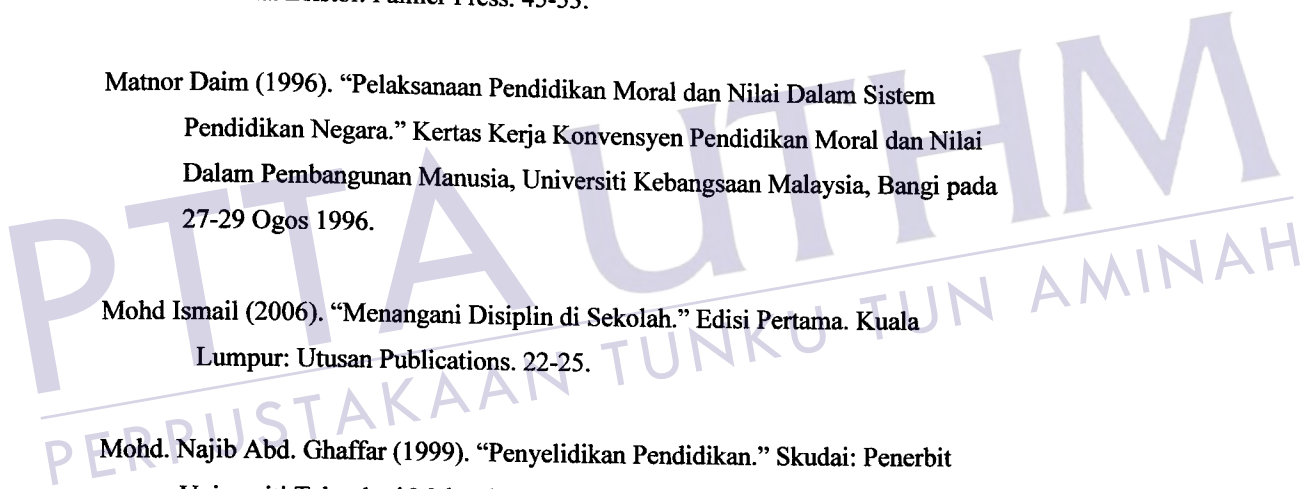 Press. 45-53.
Matnor Daim (1996). “Pelaksanaan Pendidikan Moral dan Nilai Dalam Sistem
Pendidikan Negara.” Kertas Kerja Konvensyen Pendidikan Moral dan Nilai
Dalam Pembangunan Manusia, Universiti Kebangsaan Malaysia, Bangi pada
27-29 Ogos 1996.
PTTA UTHM
PERPUSTAKAAN TUNKU TUN AMINAH
Mohd Ismail (2006). “Menangani Disiplin di Sekolah.” Edisi Pertama. Kuala
Lumpur: Utusan Publications. 22-25.
Mohd. Najib Abd. Ghaffar (1999). “Penyelidikan Pendidikan.” Skudai: Penerbit